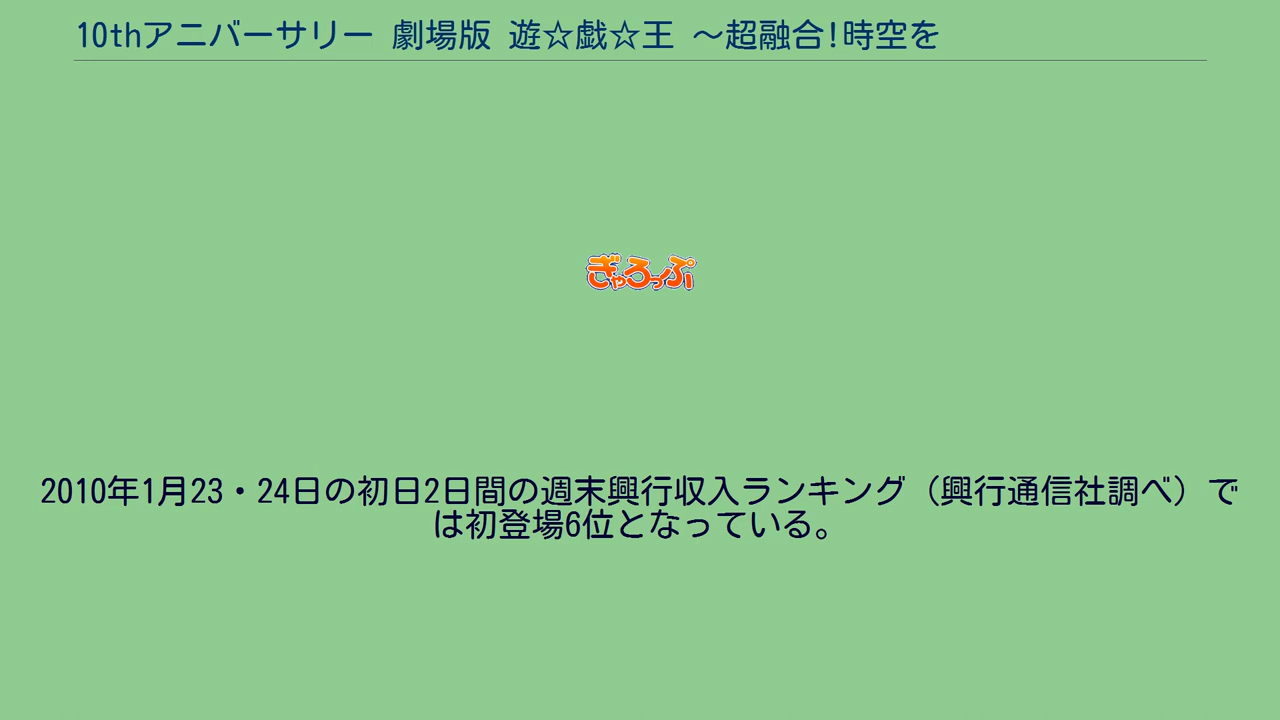 10thアニバーサリー 劇場版 遊☆戯☆王 〜超融合!時空を
ぎゃろっぷ
2010年1月23・24日の初日2日間の週末興行収入ランキング（興行通信社調べ）で
は初登場6位となっている。